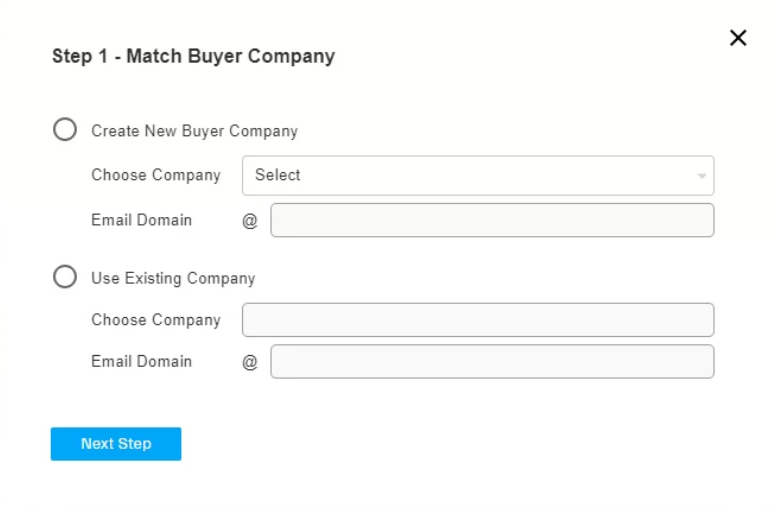 Step 1 - Match Buyer Company
Create New Buyer Company
Choose Company Select
Email Domain @
Use Existing Company
Choose Company
Email Domain @
Next Step